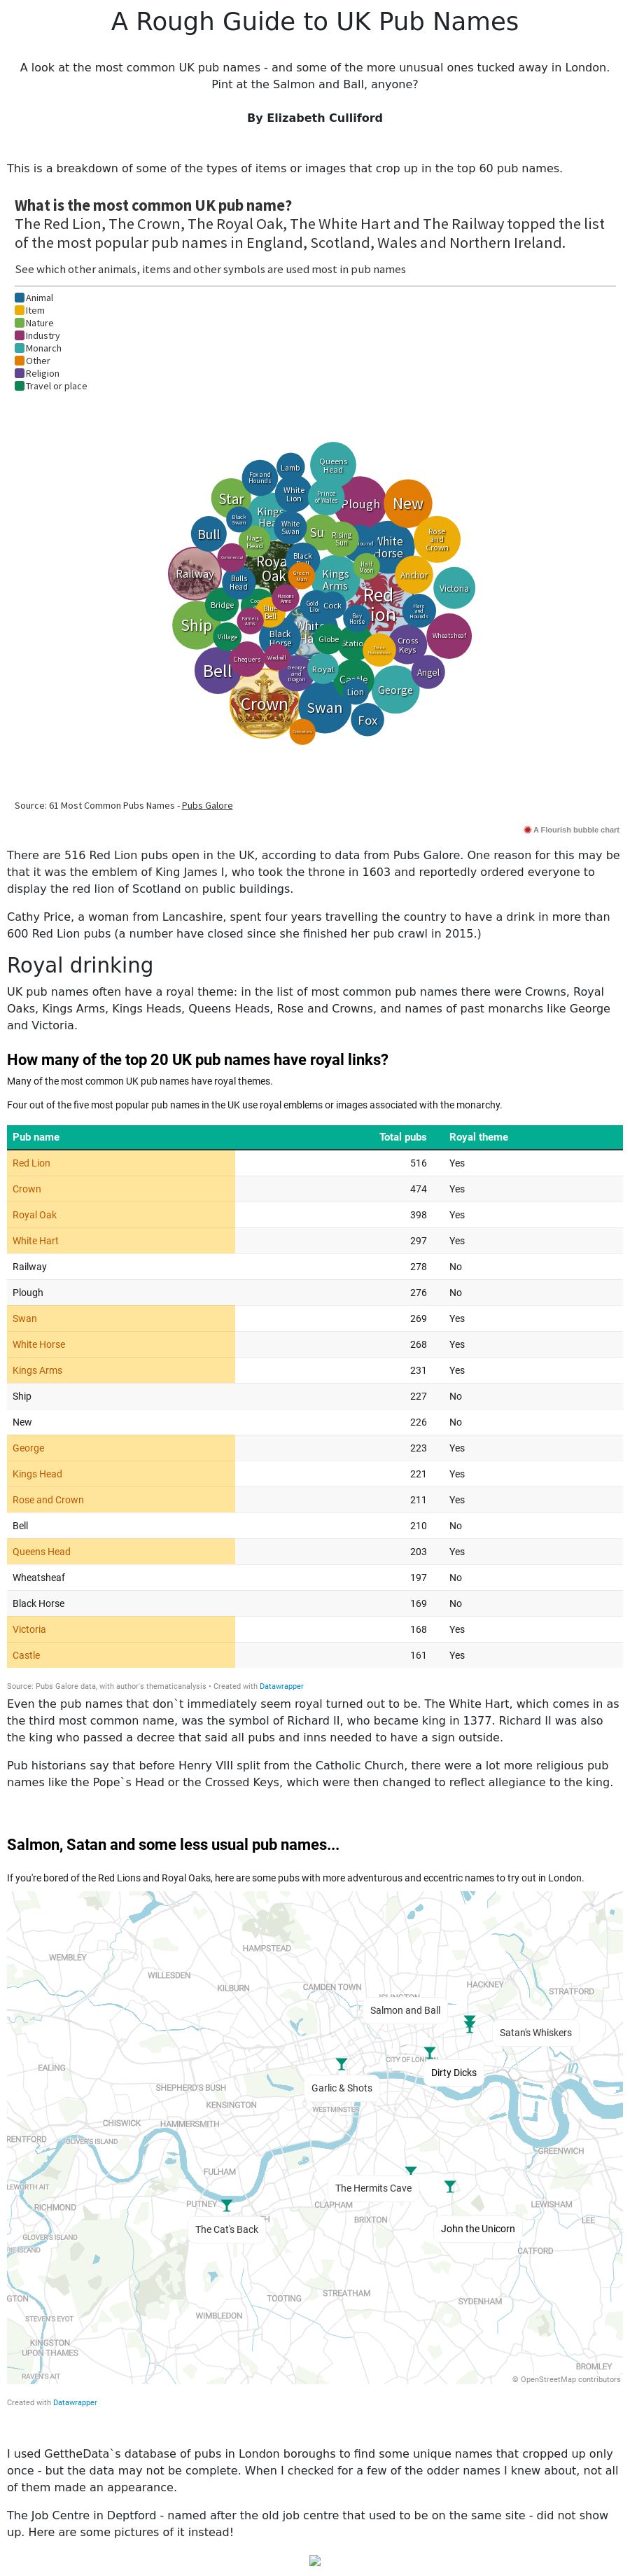 A Rough Guide to UK Pub Names
A look at the most common UK pub names - and some of the more unusual ones tucked away in London.
Pint at the Salmon and Ball, anyone?
By Elizabeth Culliford
This is a breakdown of some of the types of items or images that crop up in the top 60 pub names.
What is the most common UK pub name?
The Red Lion, The Crown, The Royal Oak, The White Hart and The Railway topped the list
of the most popular pub names in England, Scotland, Wales and Northern Ireland.
See which other animals, items and other symbols are used most in pub names
Animal
Item
Nature
Industry
Monarch
Other
Religion
Travel or place
Queens
Head
Lamb
Fox and
Hounds
White
Lion
Prince
of Wales
Plough
New
Star
Kings
Black
Swan
White
Swan
Su
Rising
Sun
Rose
and
Crown
Bull
Nags
Head
Black
White
Horse
Half
Moon
Railway
Royal
Oak
Green
Man
Kings
Arms
Anchor
Victoria
Bulls
Head
Red
Bridge
Blue
Bell
Masons
Arms
Cock
Hare
and
Hounds
Bay
Horse
Ship
Farmers
Arms
Village
Black
Globe
Cross
Keys
Wheatsheaf
Chequers
Windmill
Bell
George
and
Dragon
Royal
Angel
Castle
Lion
George
Crown
Swan
Fox
Source: 61 Most Common Pubs Names - Pubs Galore
A Flourish bubble chart
There are 516 Red Lion pubs open in the UK, according to data from Pubs Galore. One reason for this may be
that it was the emblem of King James I, who took the throne in 1603 and reportedly ordered everyone to
display the red lion of Scotland on public buildings.
Cathy Price, a woman from Lancashire, spent four years travelling the country to have a drink in more than
600 Red Lion pubs (a number have closed since she finished her pub crawl in 2015.)
Royal drinking
UK pub names often have a royal theme: in the list of most common pub names there were Crowns, Royal
Oaks, Kings Arms, Kings Heads, Queens Heads, Rose and Crowns, and names of past monarchs like George
and Victoria.
How many of the top 20 UK pub names have royal links?
Many of the most common UK pub names have royal themes.
Four out of the five most popular pub names in the UK use royal emblems or images associated with the monarchy.
Pub name Total pubs Royal theme
Red Lion 516 Yes
Crown 474 Yes
Royal Oak 398 Yes
White Hart 297 Yes
Railway 278 No
Plough 276 No
Swan 269 Yes
White Horse 268 Yes
Kings Arms 231 Yes
Ship 227 No
New 226 No
George 223 Yes
Kings Head 221 Yes
Rose and Crown 211 Yes
Bell 210 No
Queens Head 203 Yes
Wheatsheaf 197 No
Black Horse 169 No
Victoria 168 Yes
Castle 161 Yes
Source: Pubs Galore data, with author's thematicanalysis • Created with Datawrapper
Even the pub names that don`t immediately seem royal turned out to be. The White Hart, which comes in as
the third most common name, was the symbol of Richard II, who became king in 1377. Richard II was also
the king who passed a decree that said all pubs and inns needed to have a sign outside.
Pub historians say that before Henry VIII split from the Catholic Church, there were a lot more religious pub
names like the Pope`s Head or the Crossed Keys, which were then changed to reflect allegiance to the king.
Salmon, Satan and some less usual pub names...
If you're bored of the Red Lions and Royal Oaks, here are some pubs with more adventurous and eccentric names to try out in London.
HAMPSTEAD
WEMBLEY
WILLESDEN
KILBURN
CAMDEN TOWN
HACKNEY
STRATFORD
Salmon and Ball
Satan's Whiskers
CITY OF LONDON
Dirty Dicks
EALING
SHEPHERD'S BUSH
Garlic & Shots
KENSINGTON
WESTMINSTER
CHISWICK
HAMMERSMITH
RENTFORD
OLIVER'S ISLAND
GREENWICH
FULHAM
LEWORTH AIT
The Hermits Cave
RICHMOND
PUTNEY
CLAPHAM
BRIXTON
LEWISHAM
LEE
The Cat's Back
John the Unicorn
GLOVER'S ISLAND
CATFORD
GTON
TOOTING
STREATHAM
SYDENHAM
STEVEN'S EYOT
WIMBLEDON
KINGSTON
UPON THAMES
BROMLEY
RAVEN'S AIT
© OpenStreetMap contributors
Created with Datawrapper
I used GettheData`s database of pubs in London boroughs to find some unique names that cropped up only
once - but the data may not be complete. When I checked for a few of the odder names I knew about, not all
of them made an appearance.
The Job Centre in Deptford - named after the old job centre that used to be on the same site - did not show
up. Here are some pictures of it instead!